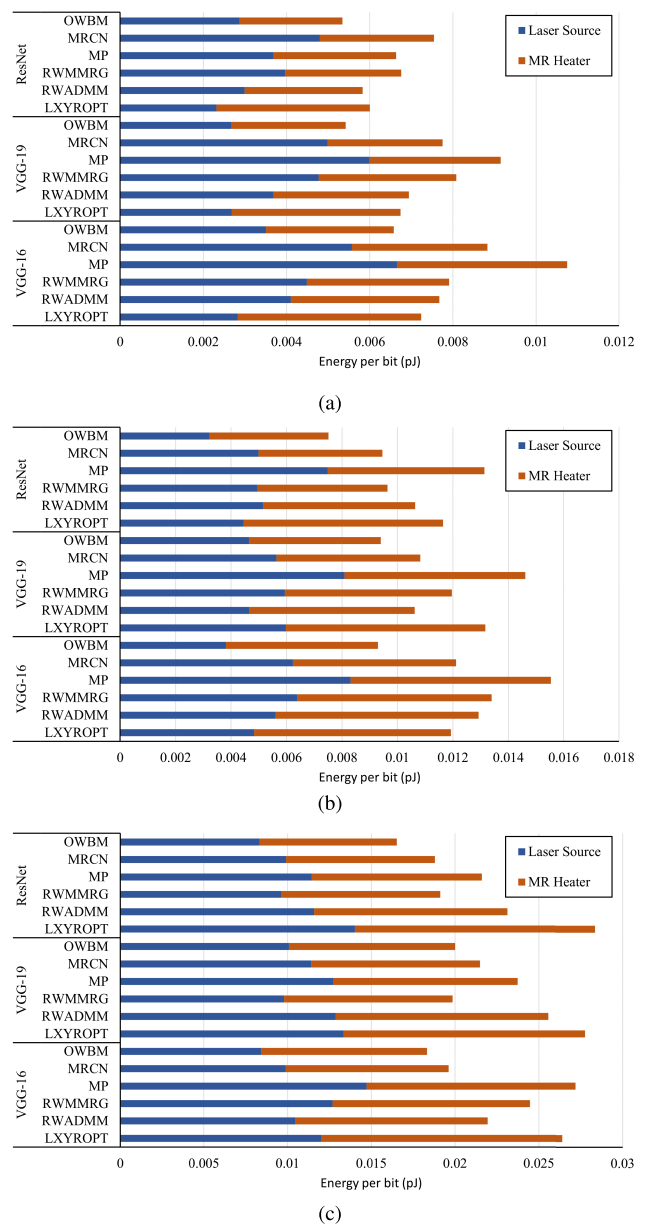 ResNet
OWBM
MRCN
MP
RWMMRG
RWADMM
LXYROPT
VGG-19
OWBM
MRCN
MP
RWMMRG
RWADMM
LXYROPT
VGG-16
OWBM
MRCN
MP
RWMMRG
RWADMM
LXYROPT
Laser Source
MR Heater
0 0.002 0.004 0.006 0.008 0.01 0.012
Energy per bit (pJ)
(a)
ResNet
OWBM
MRCN
MP
RWMMRG
RWADMM
LXYROPT
VGG-19
OWBM
MRCN
MP
RWMMRG
RWADMM
LXYROPT
VGG-16
OWBM
MRCN
MP
RWMMRG
RWADMM
LXYROPT
Laser Source
MR Heater
0 0.002 0.004 0.006 0.008 0.01 0.012 0.014 0.016 0.018
Energy per bit (pJ)
(b)
ResNet
OWBM
MRCN
MP
RWMMRG
RWADMM
LXYROPT
VGG-19
OWBM
MRCN
MP
RWMMRG
RWADMM
LXYROPT
VGG-16
OWBM
MRCN
MP
RWMMRG
RWADMM
LXYROPT
Laser Source
MR Heater
0 0.005 0.01 0.015 0.02 0.025 0.03
Energy per bit (pJ)
(c)